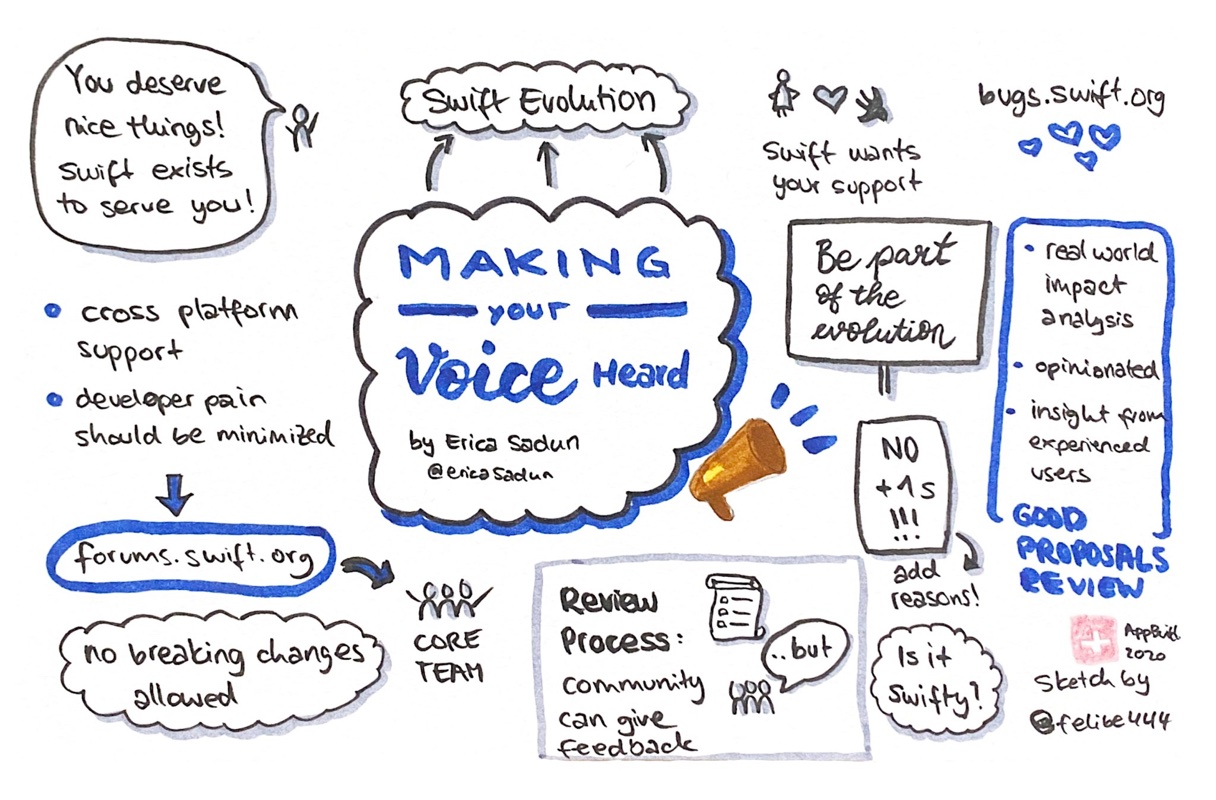 You deserve
nice things!
Swift exists
to serve you!
Swift Evolution
MAKING
your
Voice Heard
by Erica Sadun
@ericaSadun
Swift wants
your support
bugs.swift.org
Be part
of the
evolution
• real world
impact
analysis
• opinionated
• insight from
experienced
users
GOOD
PROPOSALS
REVIEW
• cross platform
support
• developer pain
should be minimized
forums.swift.org
CORE
TEAM
no breaking changes
allowed
Review
Process:
community
can give
feedback
..but
NO
+1s
!!!
add
reasons!
Is it
swifty?
AppBuilders
2020
Sketch by
@felibe444